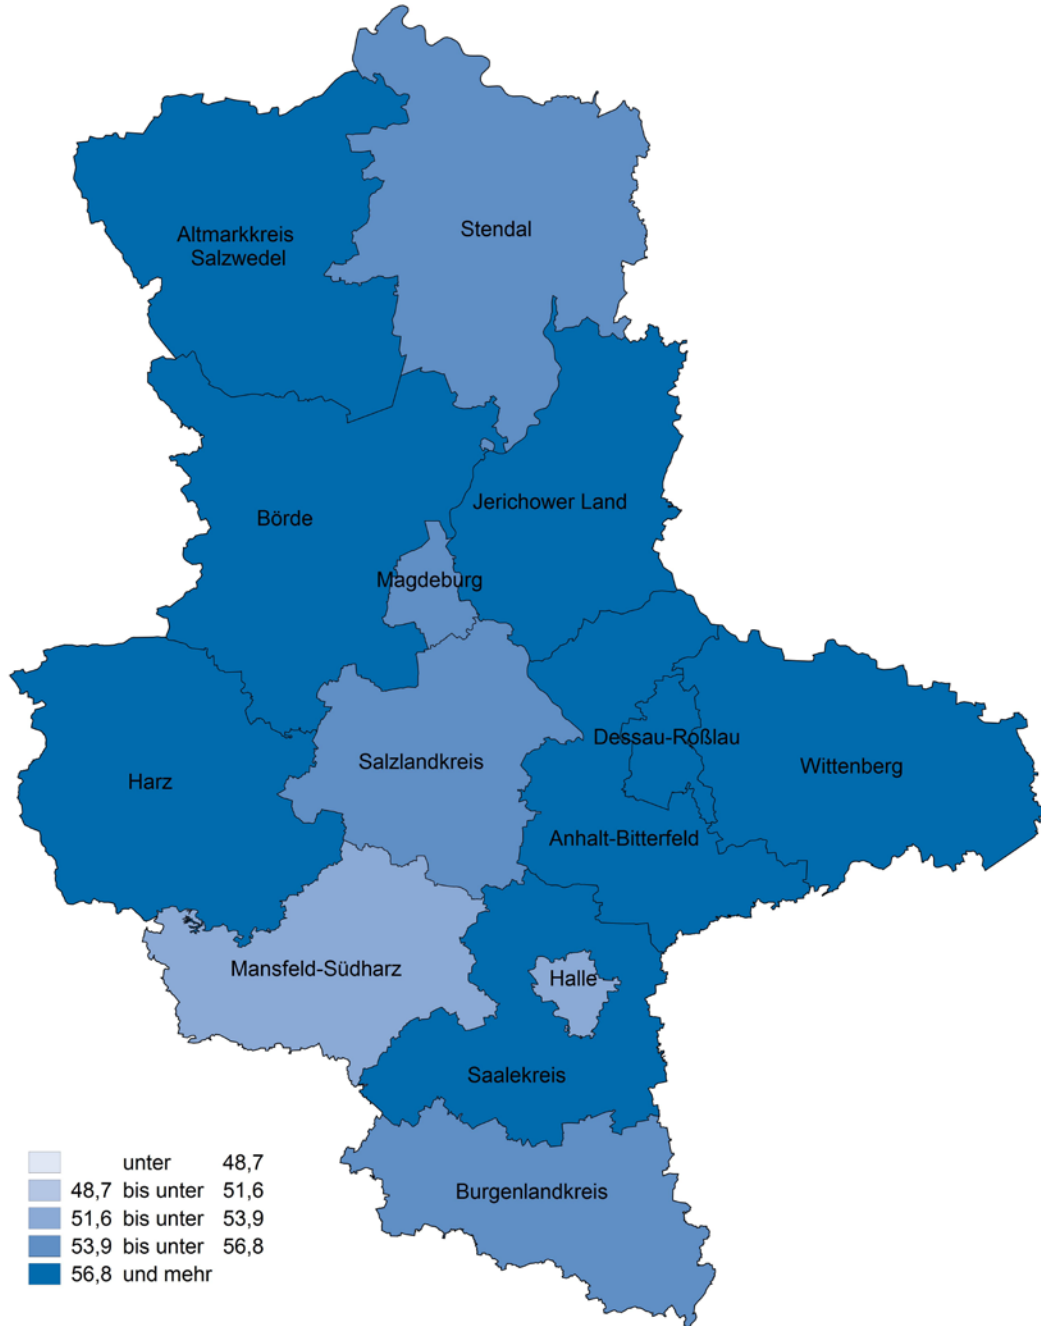 Altmarkkreis
Salzwedel
Stendal
Jerichower Land
Börde
Magdeburg
Dessau-Roßlau
Salzlandkreis
Wittenberg
Harz
Anhalt-Bitterfeld
Mansfeld-Südharz
Halle
Saalekreis
Burgenlandkreis
unter 48,7
48,7 bis unter 51,6
51,6 bis unter 53,9
53,9 bis unter 56,8
56,8 und mehr